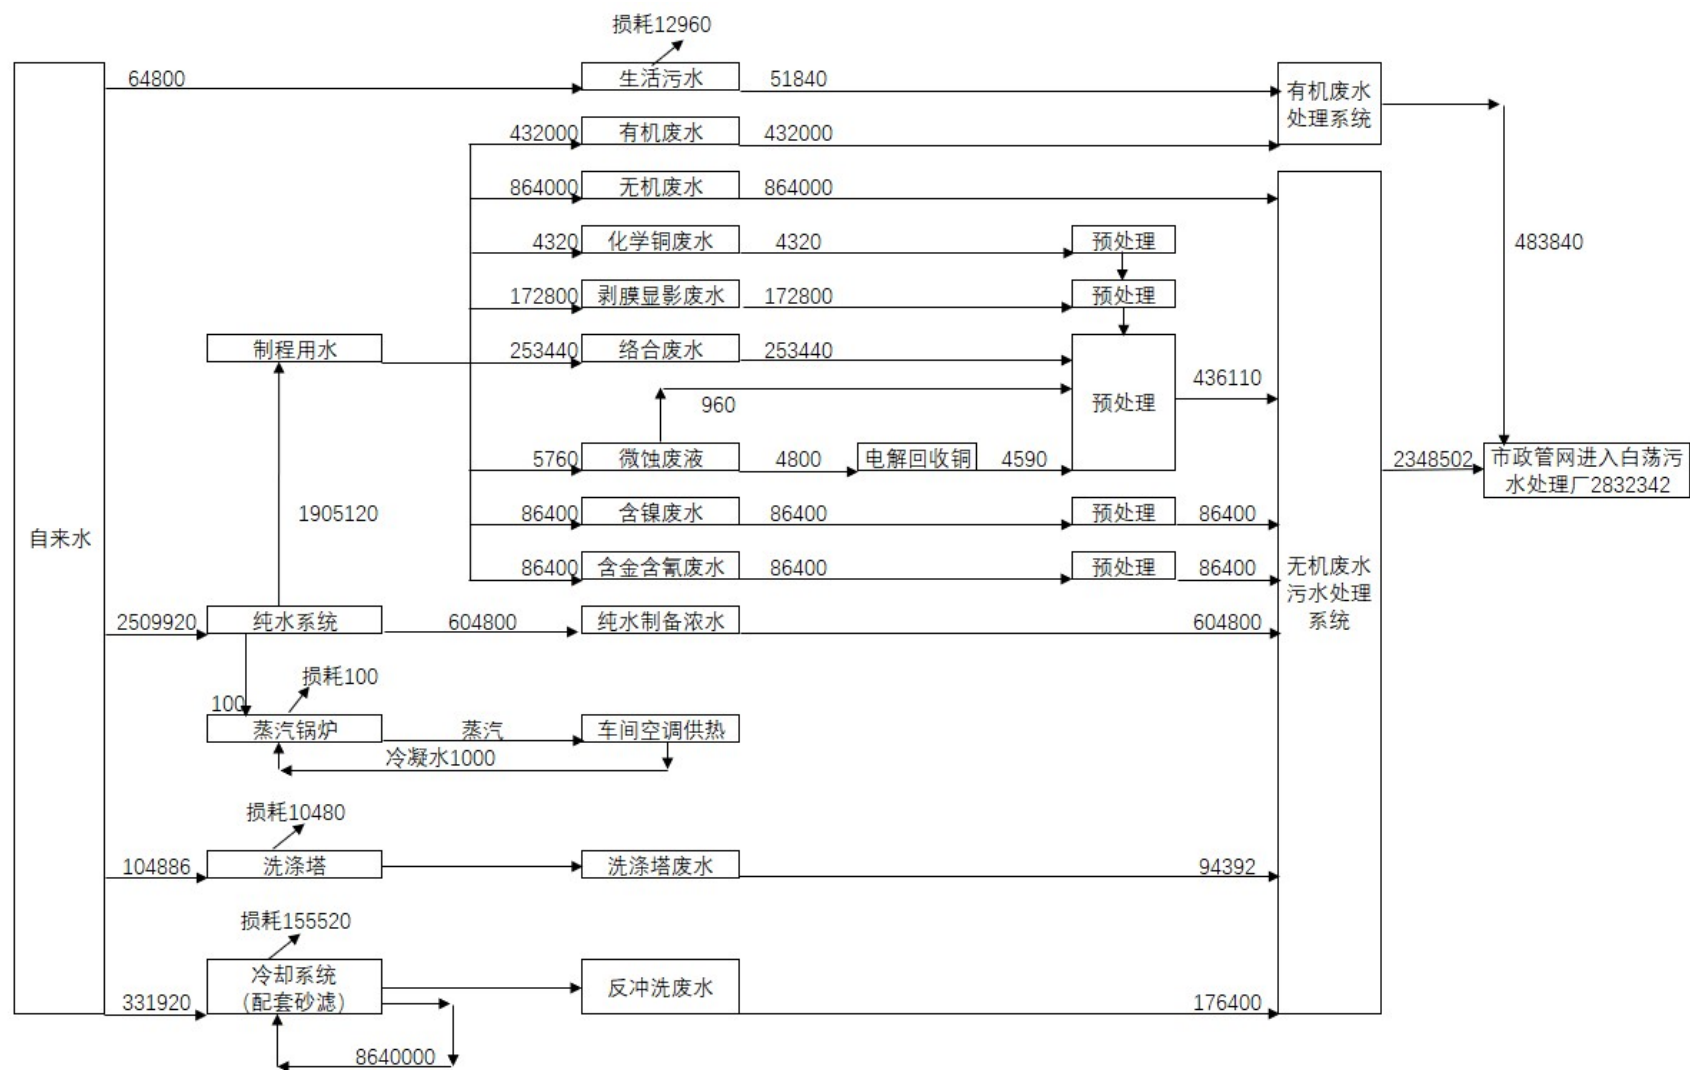 损耗12960
64800
生活污水
51840
有机废水
处理系统
432000
有机废水
432000
864000
无机废水
864000
4320
化学铜废水
4320
预处理
483840
172800
剥膜显影废水
172800
预处理
制程用水
253440
络合废水
253440
436110
960
预处理
5760
微蚀废液
4800
电解回收铜
4590
2348502
市政管网进入白荡污
水处理厂2832342
1905120
86400
含镍废水
86400
预处理
86400
自来水
86400
含金含氰废水
86400
预处理
86400
无机废水
污水处理
系统
2509920
纯水系统
604800
纯水制备浓水
604800
损耗100
100
蒸汽锅炉
蒸汽
车间空调供热
冷凝水1000
损耗10480
104886
洗涤塔
洗涤塔废水
94392
损耗155520
331920
冷却系统
（配套砂滤）
反冲洗废水
176400
8640000